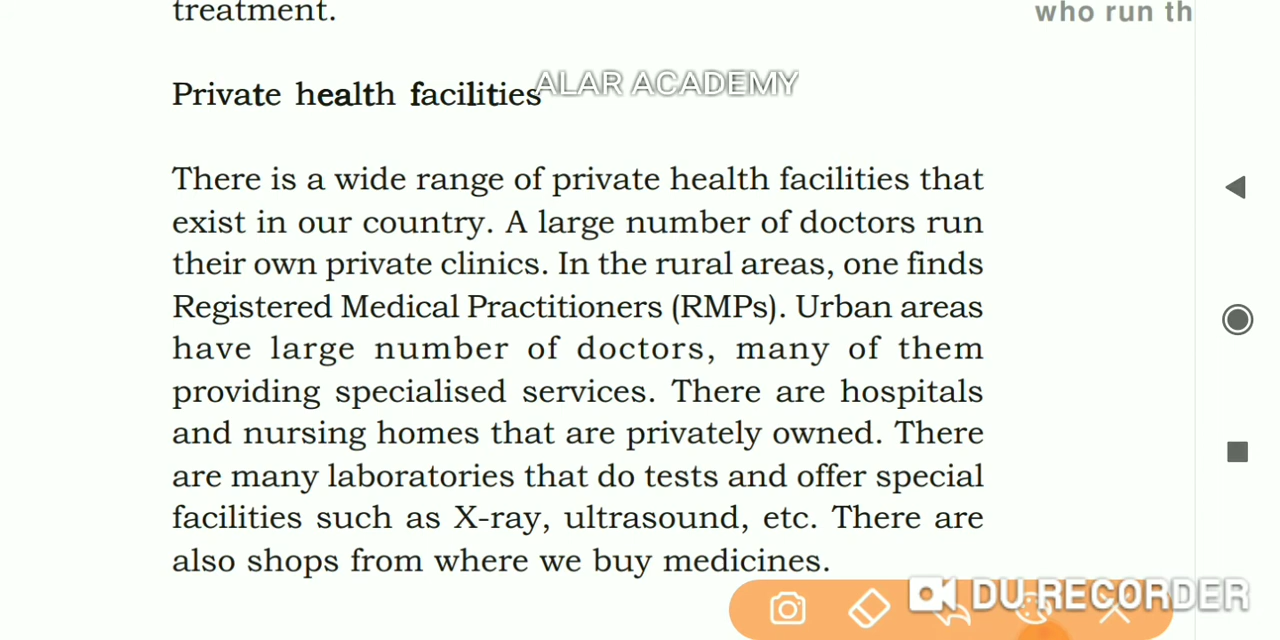 treatment.
who run th
Private health facilities
ALAR ACADEMY
There is a wide range of private health facilities that
exist in our country. A large number of doctors run
their own private clinics. In the rural areas, one finds
Registered Medical Practitioners (RMPs). Urban areas
have large number of doctors, many of them
providing specialised services. There are hospitals
and nursing homes that are privately owned. There
are many laboratories that do tests and offer special
facilities such as X-ray, ultrasound, etc. There are
also shops from where we buy medicines.
DU RECORDER